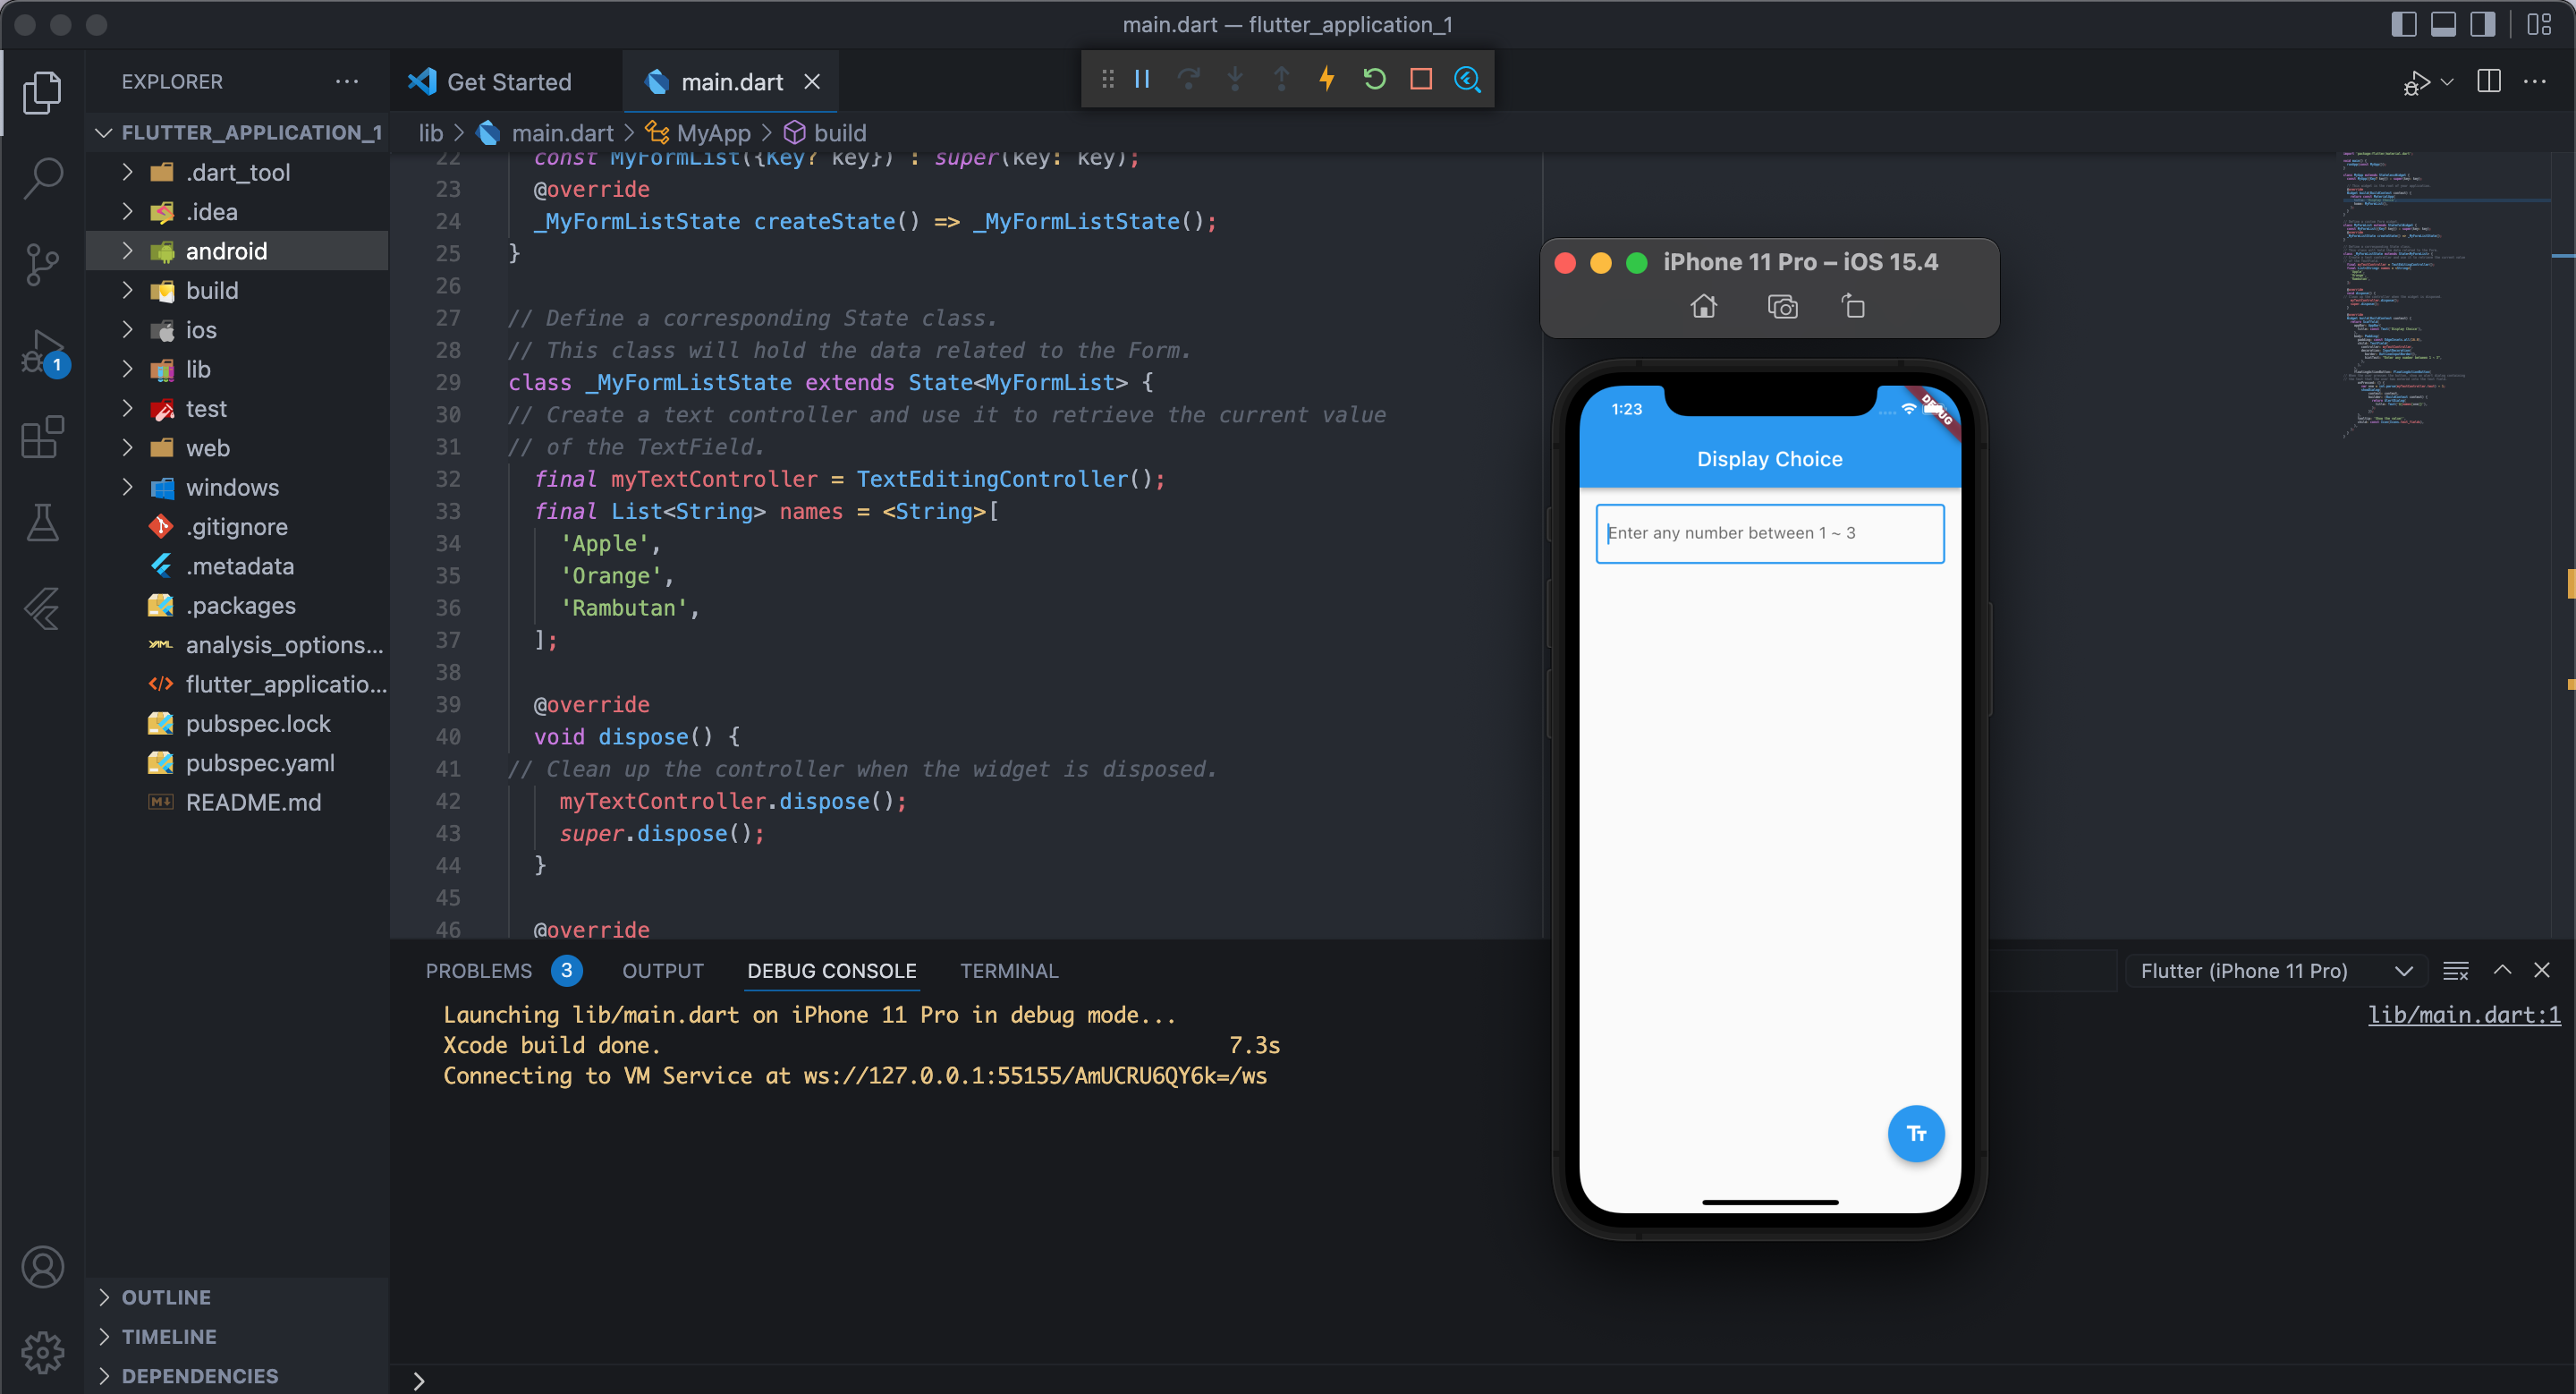 main.dart — flutter_application_1
EXPLORER
Get Started
main.dart
FLUTTER_APPLICATION_1
.dart_tool
.idea
android
build
ios
lib
test
web
windows
.gitignore
.metadata
.packages
analysis_options...
flutter_applicatio...
pubspec.lock
pubspec.yaml
README.md
1
OUTLINE
TIMELINE
DEPENDENCIES
lib > main.dart > MyApp > build
22 const MyFormList({Key? key}) : super(key: key);
23 @override
24 _MyFormListState createState() => _MyFormListState();
25 }
26
27 // Define a corresponding State class.
28 // This class will hold the data related to the Form.
29 class _MyFormListState extends State<MyFormList> {
30 // Create a text controller and use it to retrieve the current value
31 // of the TextField.
32 final myTextController = TextEditingController();
33 final List<String> names = <String>[
34 'Apple',
35 'Orange',
36 'Rambutan',
37 ];
38
39 @override
40 void dispose() {
41 // Clean up the controller when the widget is disposed.
42 myTextController.dispose();
43 super.dispose();
44 }
45
46 @override
iPhone 11 Pro – iOS 15.4
1:23
DEBUG
Display Choice
Enter any number between 1 ~ 3
Tt
PROBLEMS 3 OUTPUT DEBUG CONSOLE TERMINAL
Flutter (iPhone 11 Pro)
Launching lib/main.dart on iPhone 11 Pro in debug mode...
lib/main.dart:1
Xcode build done. 7.3s
Connecting to VM Service at ws://127.0.0.1:55155/AmUCRU6QY6k=/ws